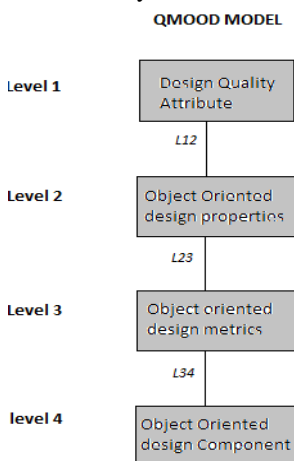 QMOOD MODEL
Level 1
Design Quality
Attribute
L12
Level 2
Object Oriented
design properties
L23
Level 3
Object oriented
design metrics
L34
level 4
Object Oriented
design Component